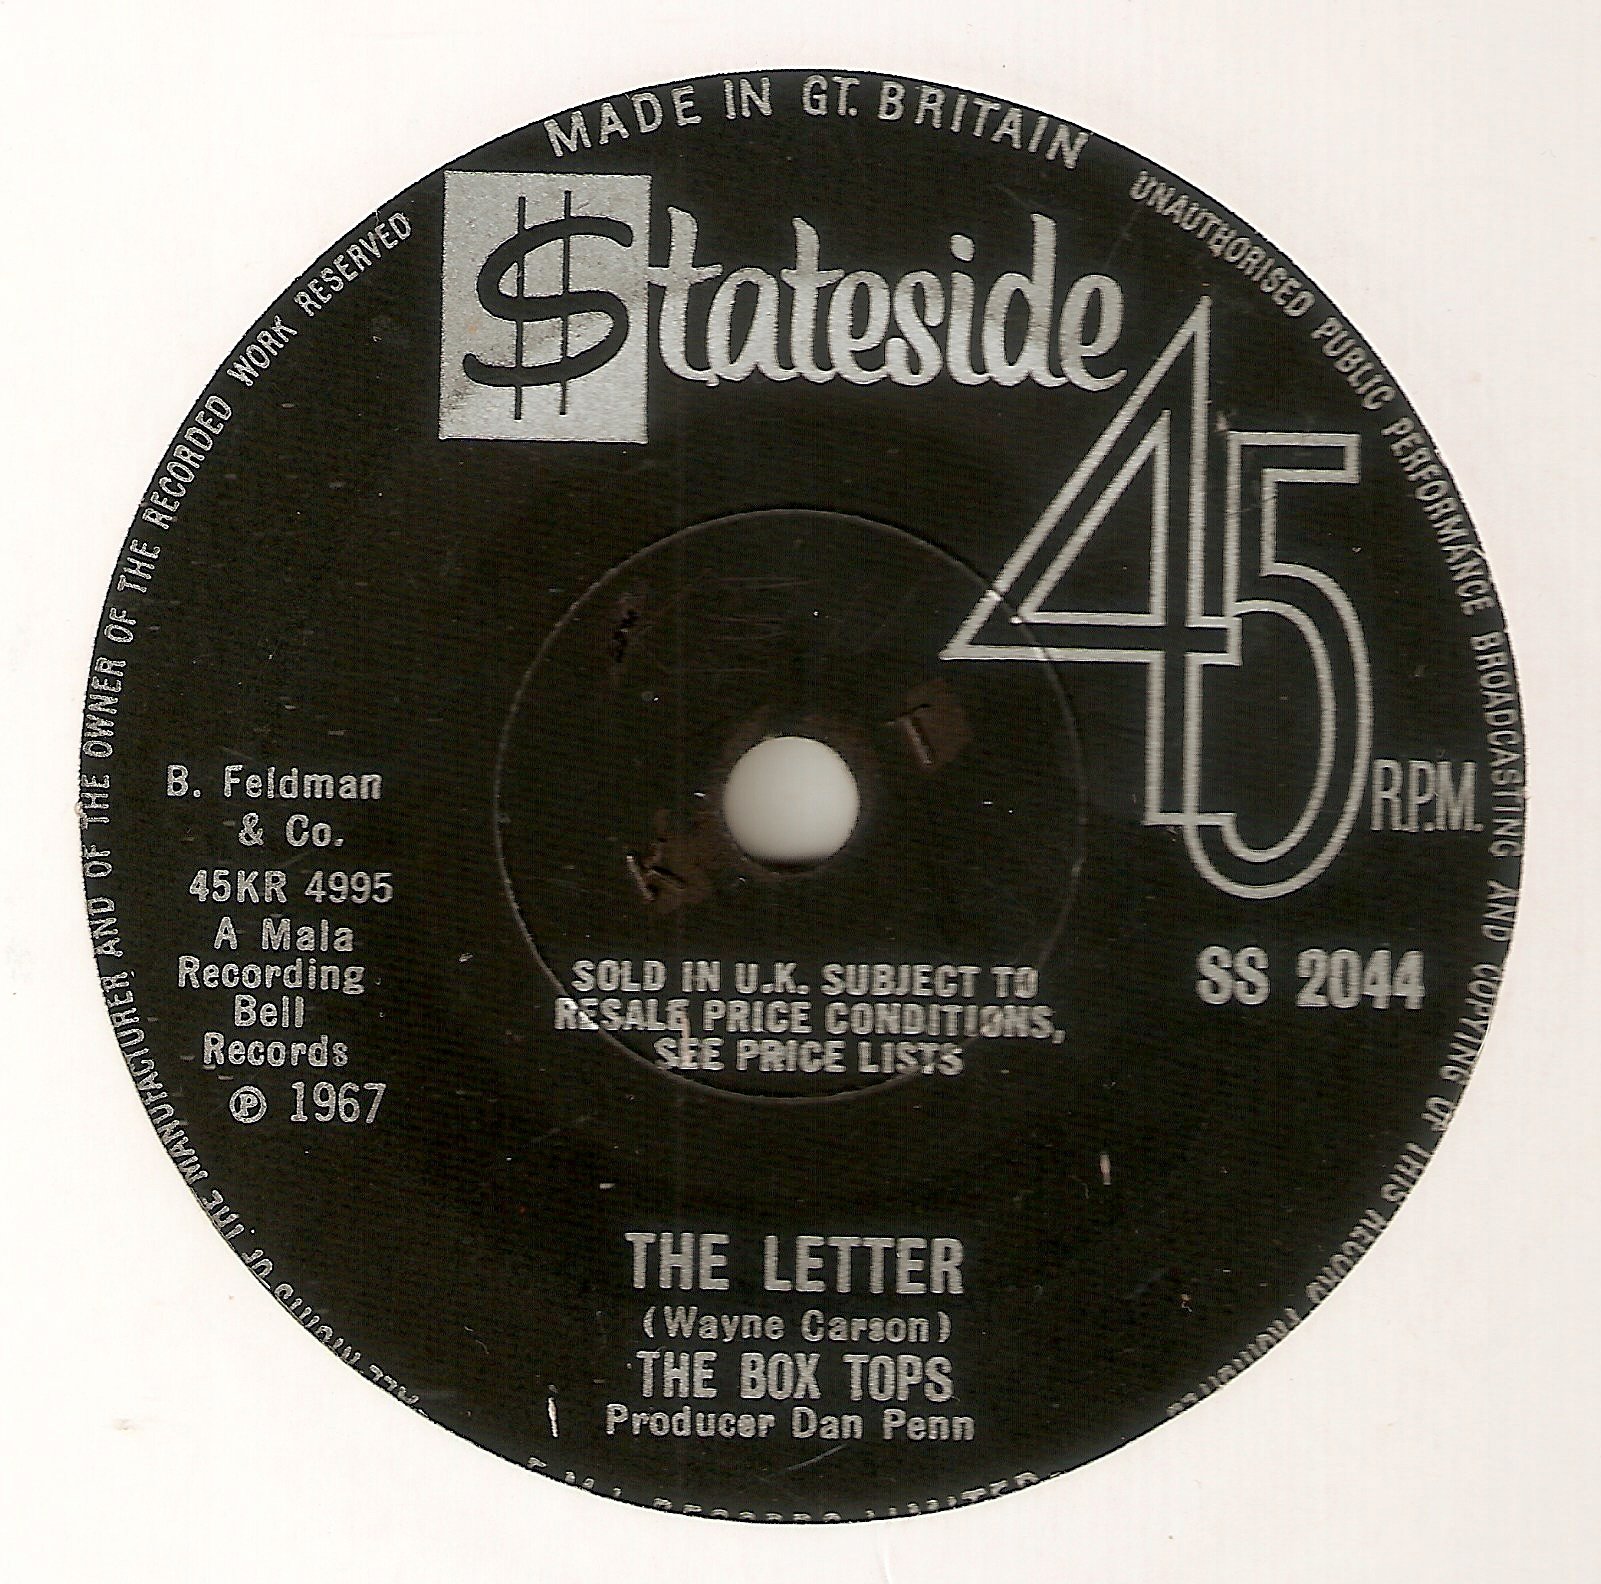 MADE IN GT. BRITAIN
UNAUTHORISED PUBLIC PERFORMANCE BROADCASTING AND COPYING OF THIS RECORD PROHIBITED
ALL RIGHTS OF THE MANUFACTURER AND OF THE OWNER OF THE RECORDED WORK RESERVED
$tateside
45
R.P.M.
B. Feldman
& Co.
45KR 4995
A Mala
Recording
Bell
Records
℗ 1967
SS 2044
SOLD IN U.K. SUBJECT TO
RESALE PRICE CONDITIONS,
SEE PRICE LISTS
THE LETTER
(Wayne Carson)
THE BOX TOPS
Producer Dan Penn
E.M.I. RECORDS LIMITED